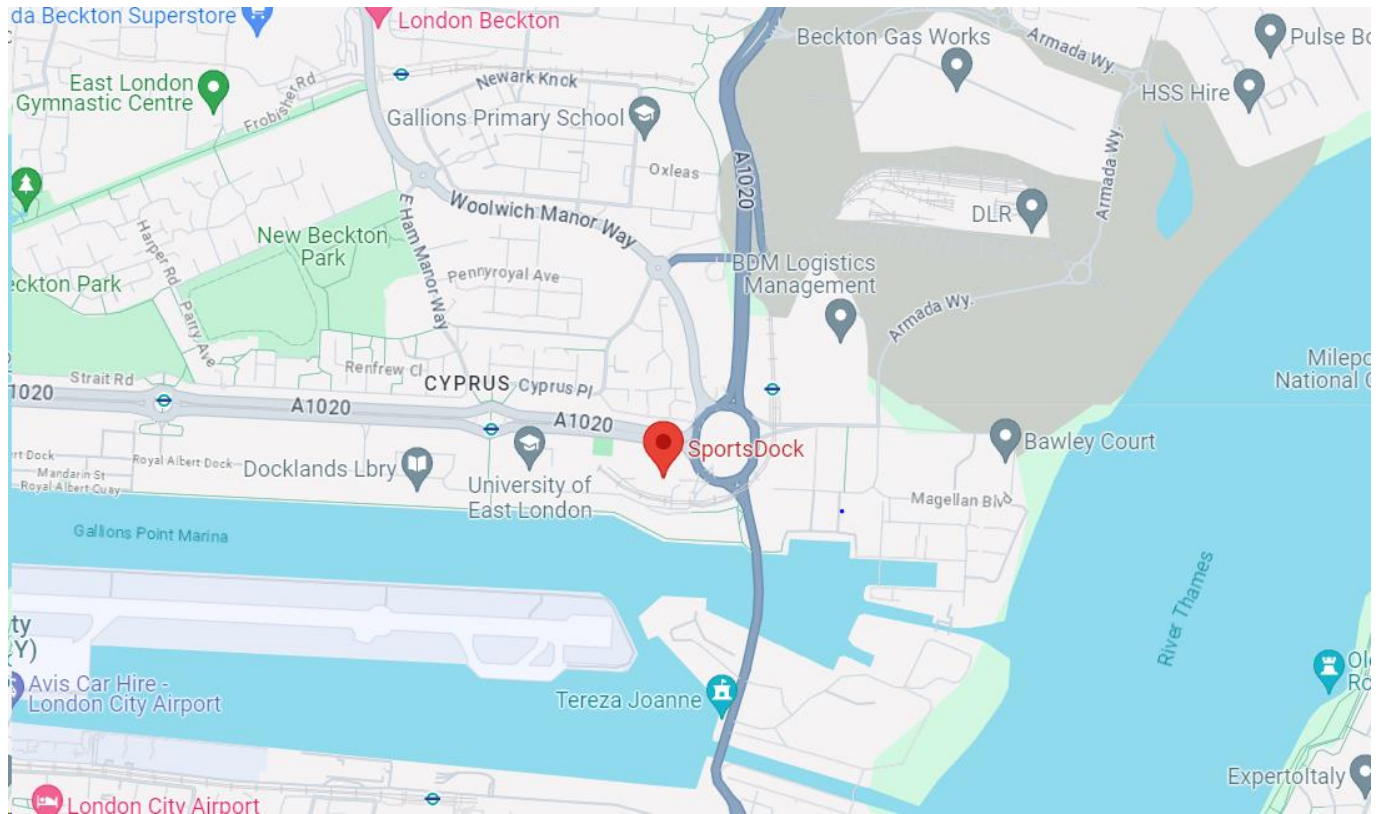 da Beckton Superstore
London Beckton
Beckton Gas Works
Armada Wy.
Pulse Bo
East London
Gymnastic Centre
Frobisher Rd
Newark Knck
HSS Hire
Gallions Primary School
Oxleas
A1020
Armada Wy.
DLR
E Ham Manor Way
Woolwich Manor Way
Harper Rd
New Beckton
Park
Pennyroyal Ave
BDM Logistics
Management
eckton Park
Parry Ave
Armada Wy.
Renfrew Cl
Milepo
National C
Strait Rd
CYPRUS
Cyprus Pl
1020
A1020
A1020
SportsDock
Bawley Court
rt Dock
Royal Albert Dock
Docklands Lbry
Mandarin St
Royal Albert Quay
University of
East London
Magellan Blvd
Gallions Point Marina
River Thames
ty
Y)
Avis Car Hire -
London City Airport
Tereza Joanne
Ol
Ro
ExpertoItaly
London City Airport